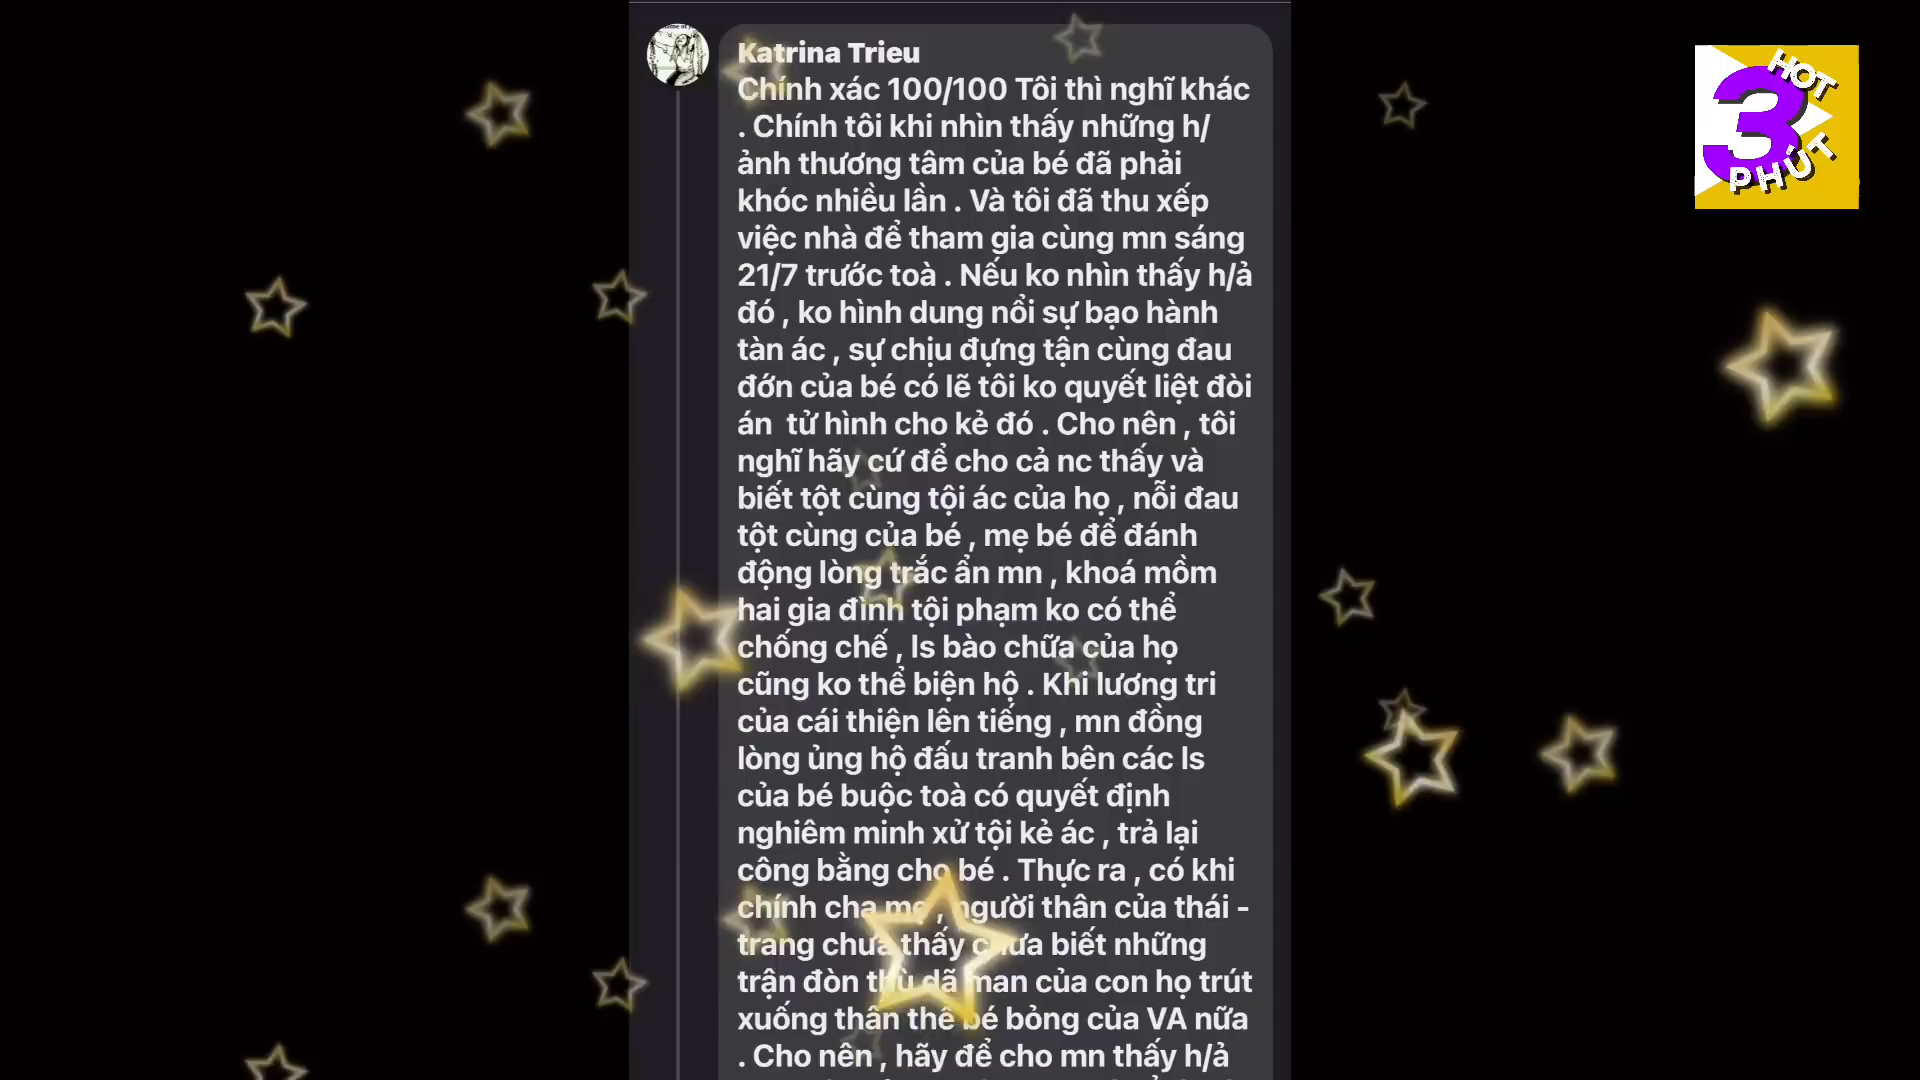 Katrina Trieu
Chính xác 100/100 Tôi thì nghĩ khác
. Chính tôi khi nhìn thấy những h/
ảnh thương tâm của bé đã phải
khóc nhiều lần . Và tôi đã thu xếp
việc nhà để tham gia cùng mn sáng
21/7 trước toà . Nếu ko nhìn thấy h/ả
đó , ko hình dung nổi sự bạo hành
tàn ác , sự chịu đựng tận cùng đau
đớn của bé có lẽ tôi ko quyết liệt đòi
án tử hình cho kẻ đó . Cho nên , tôi
nghĩ hãy cứ để cho cả nc thấy và
biết tột cùng tội ác của họ , nỗi đau
tột cùng của bé , mẹ bé để đánh
động lòng trắc ẩn mn , khoá mồm
hai gia đình tội phạm ko có thể
chống chế , ls bào chữa của họ
cũng ko thể biện hộ . Khi lương tri
của cái thiện lên tiếng , mn đồng
lòng ủng hộ đấu tranh bên các ls
của bé buộc toà có quyết định
nghiêm minh xử tội kẻ ác , trả lại
công bằng cho bé . Thực ra , có khi
chính cha mẹ , người thân của thái -
trang chưa thấy chưa biết những
trận đòn thù dã man của con họ trút
xuống thân thể bé bỏng của VA nữa
. Cho nên , hãy để cho mn thấy h/ả
3 HOT
PHÚT